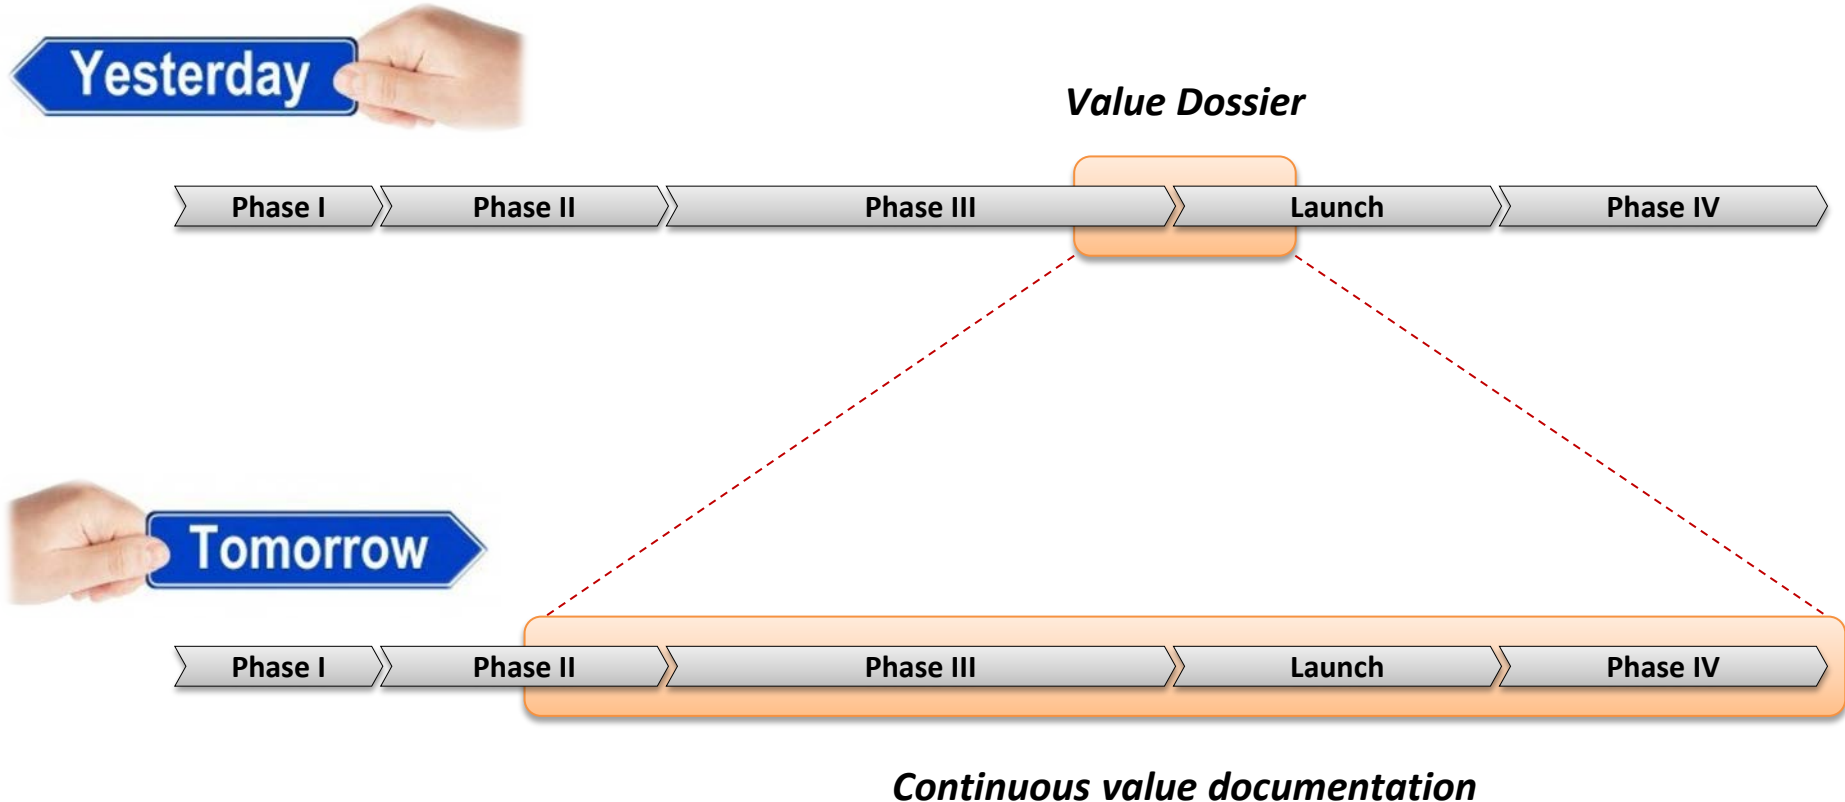 Yesterday
Value Dossier
Phase I Phase II Phase III Launch Phase IV
Tomorrow
Phase I Phase II Phase III Launch Phase IV
Continuous value documentation